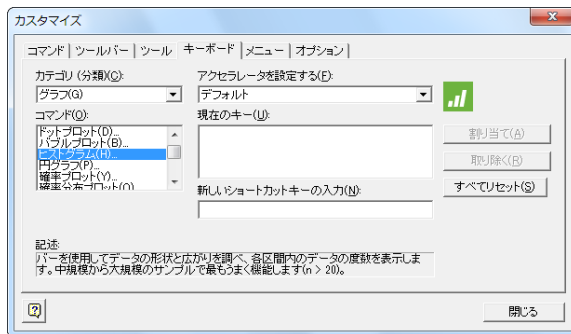 カスタマイズ
コマンド ツールバー ツール キーボード メニュー オプション
カテゴリ (分類)(C):
グラフ(G)
コマンド(O):
ドットプロット(D)...
バブルプロット(B)...
ヒストグラム(H)...
円グラフ(P)...
確率プロット(Y)...
確率分布プロット(O)
アクセラレータを設定する(F):
デフォルト
現在のキー(U):
新しいショートカットキーの入力(N):
割り当て(A)
取り除く(R)
すべてリセット(S)
記述:
バーを使用してデータの形状と広がりを調べ、各区間内のデータの度数を表示しま
す。中規模から大規模のサンプルで最もうまく機能します(n > 20)。
閉じる